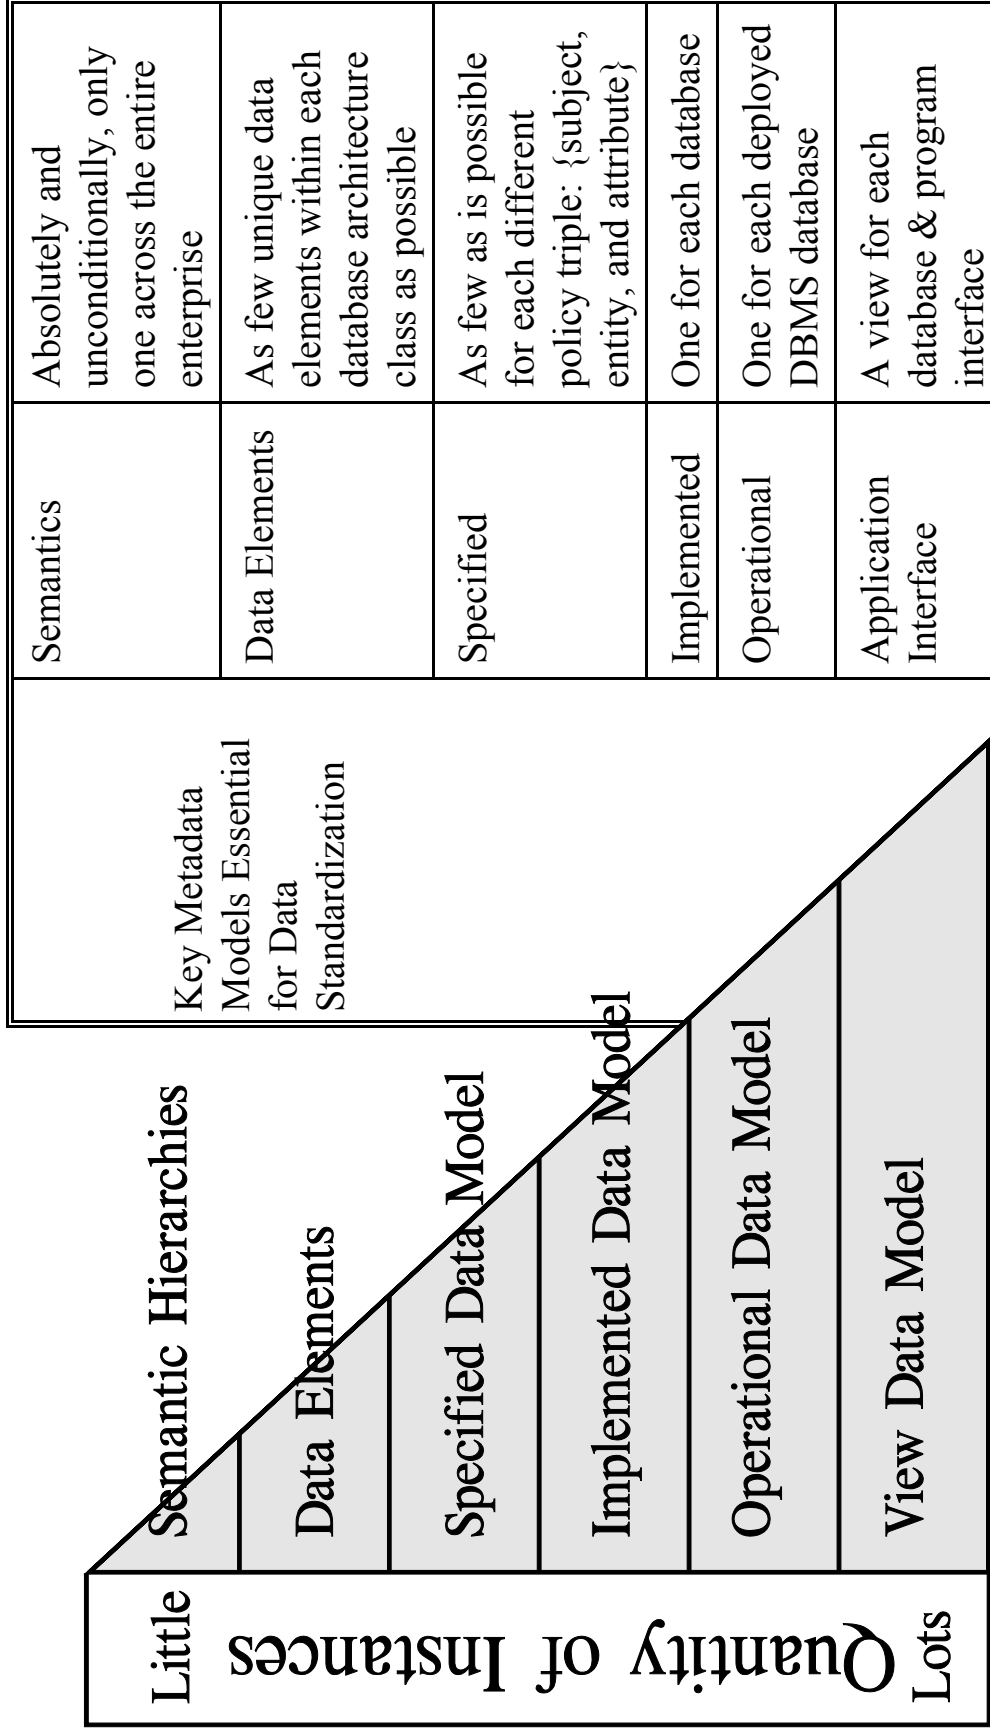 Little
Quantity of Instances
Lots
Semantic Hierarchies
Data Elements
Specified Data Model
Implemented Data Model
Operational Data Model
View Data Model
Key Metadata
Models Essential
for Data
Standardization
Semantics
Absolutely and
unconditionally, only
one across the entire
enterprise
Data Elements
As few unique data
elements within each
database architecture
class as possible
Specified
As few as is possible
for each different
policy triple: {subject,
entity, and attribute}
Implemented
One for each database
Operational
One for each deployed
DBMS database
Application
Interface
A view for each
database & program
interface